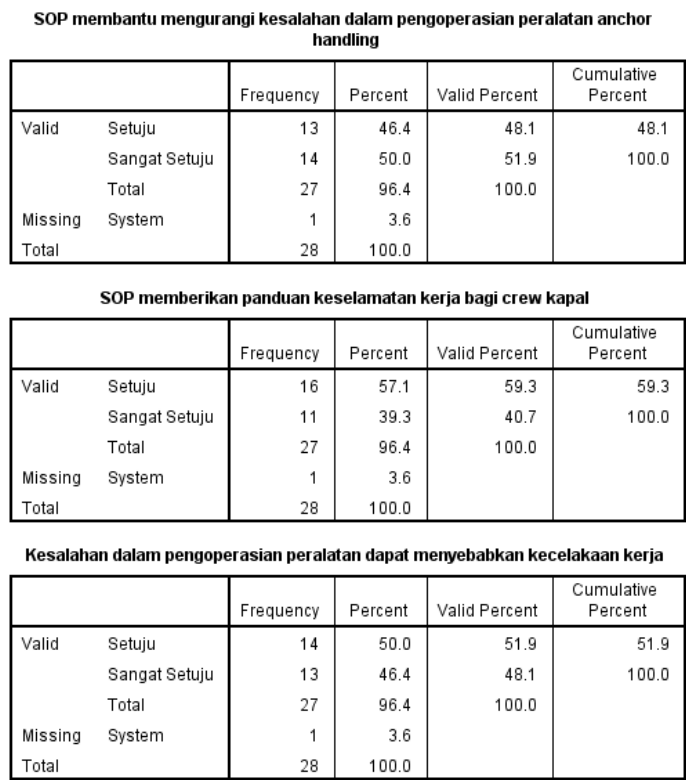 SOP membantu mengurangi kesalahan dalam pengoperasian peralatan anchor
handling
Cumulative
Frequency Percent Valid Percent Percent
Valid Setuju 13 46.4 48.1 48.1
Sangat Setuju 14 50.0 51.9 100.0
Total 27 96.4 100.0
Missing System 1 3.6
Total 28 100.0
SOP memberikan panduan keselamatan kerja bagi crew kapal
Cumulative
Frequency Percent Valid Percent Percent
Valid Setuju 16 57.1 59.3 59.3
Sangat Setuju 11 39.3 40.7 100.0
Total 27 96.4 100.0
Missing System 1 3.6
Total 28 100.0
Kesalahan dalam pengoperasian peralatan dapat menyebabkan kecelakaan kerja
Cumulative
Frequency Percent Valid Percent Percent
Valid Setuju 14 50.0 51.9 51.9
Sangat Setuju 13 46.4 48.1 100.0
Total 27 96.4 100.0
Missing System 1 3.6
Total 28 100.0